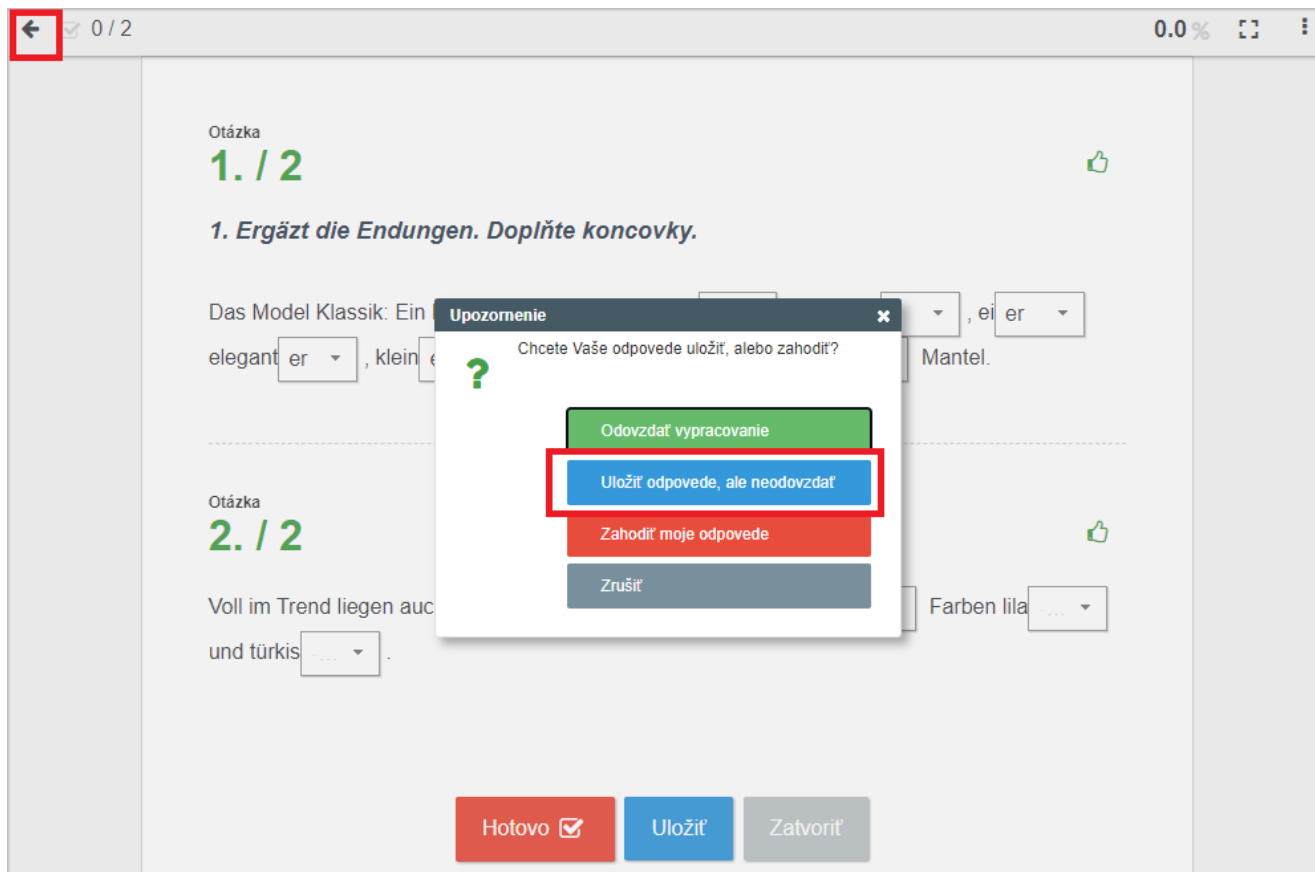 0 / 2
0.0 %
Otázka
1. / 2
1. Ergäzt die Endungen. Doplňte koncovky.
Das Model Klassik: Ein , ei er
elegant er , klein Mantel.
Upozornenie
Chcete Vaše odpovede uložiť, alebo zahodiť?
?
Odovzdať vypracovanie
Uložiť odpovede, ale neodovzdať
Zahodiť moje odpovede
Zrušiť
Otázka
2. / 2
Voll im Trend liegen auc Farben lila -...
und türkis -... .
Hotovo
Uložiť
Zatvoriť